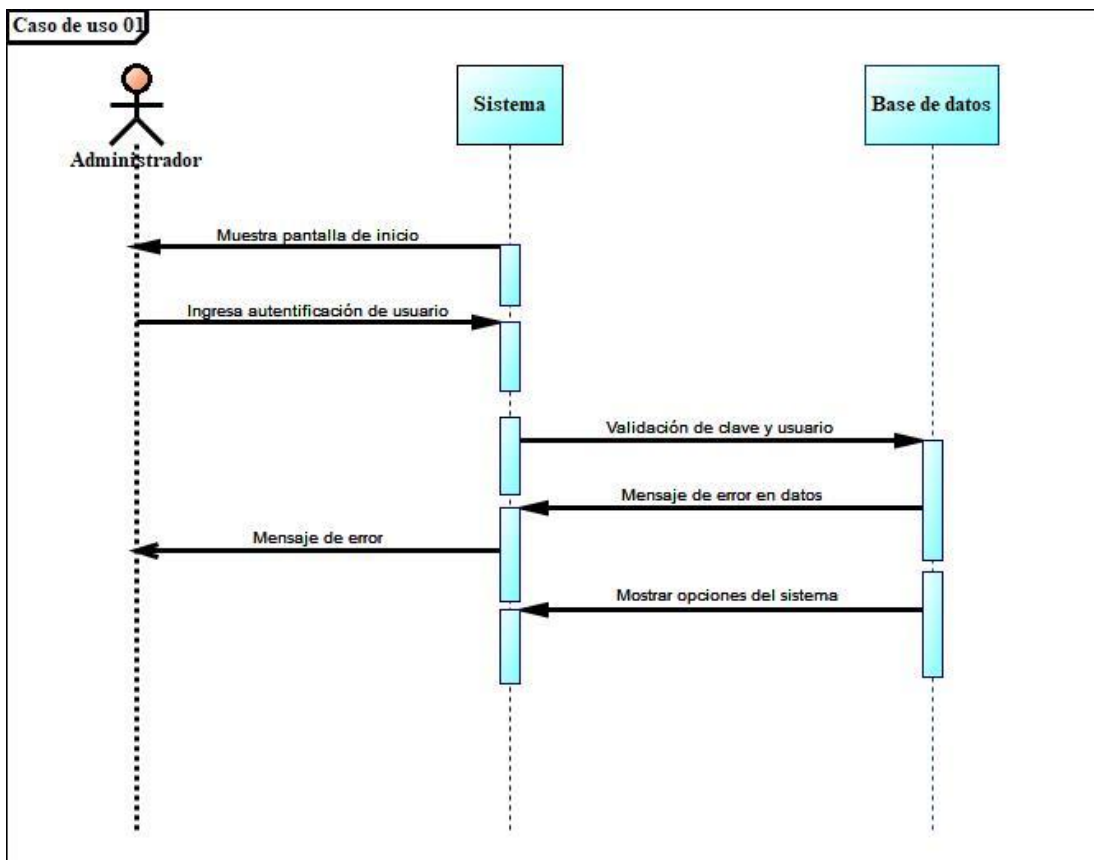 Caso de uso 01
Sistema
Base de datos
Administrador
Muestra pantalla de inicio
Ingresa autentificación de usuario
Validación de clave y usuario
Mensaje de error en datos
Mensaje de error
Mostrar opciones del sistema